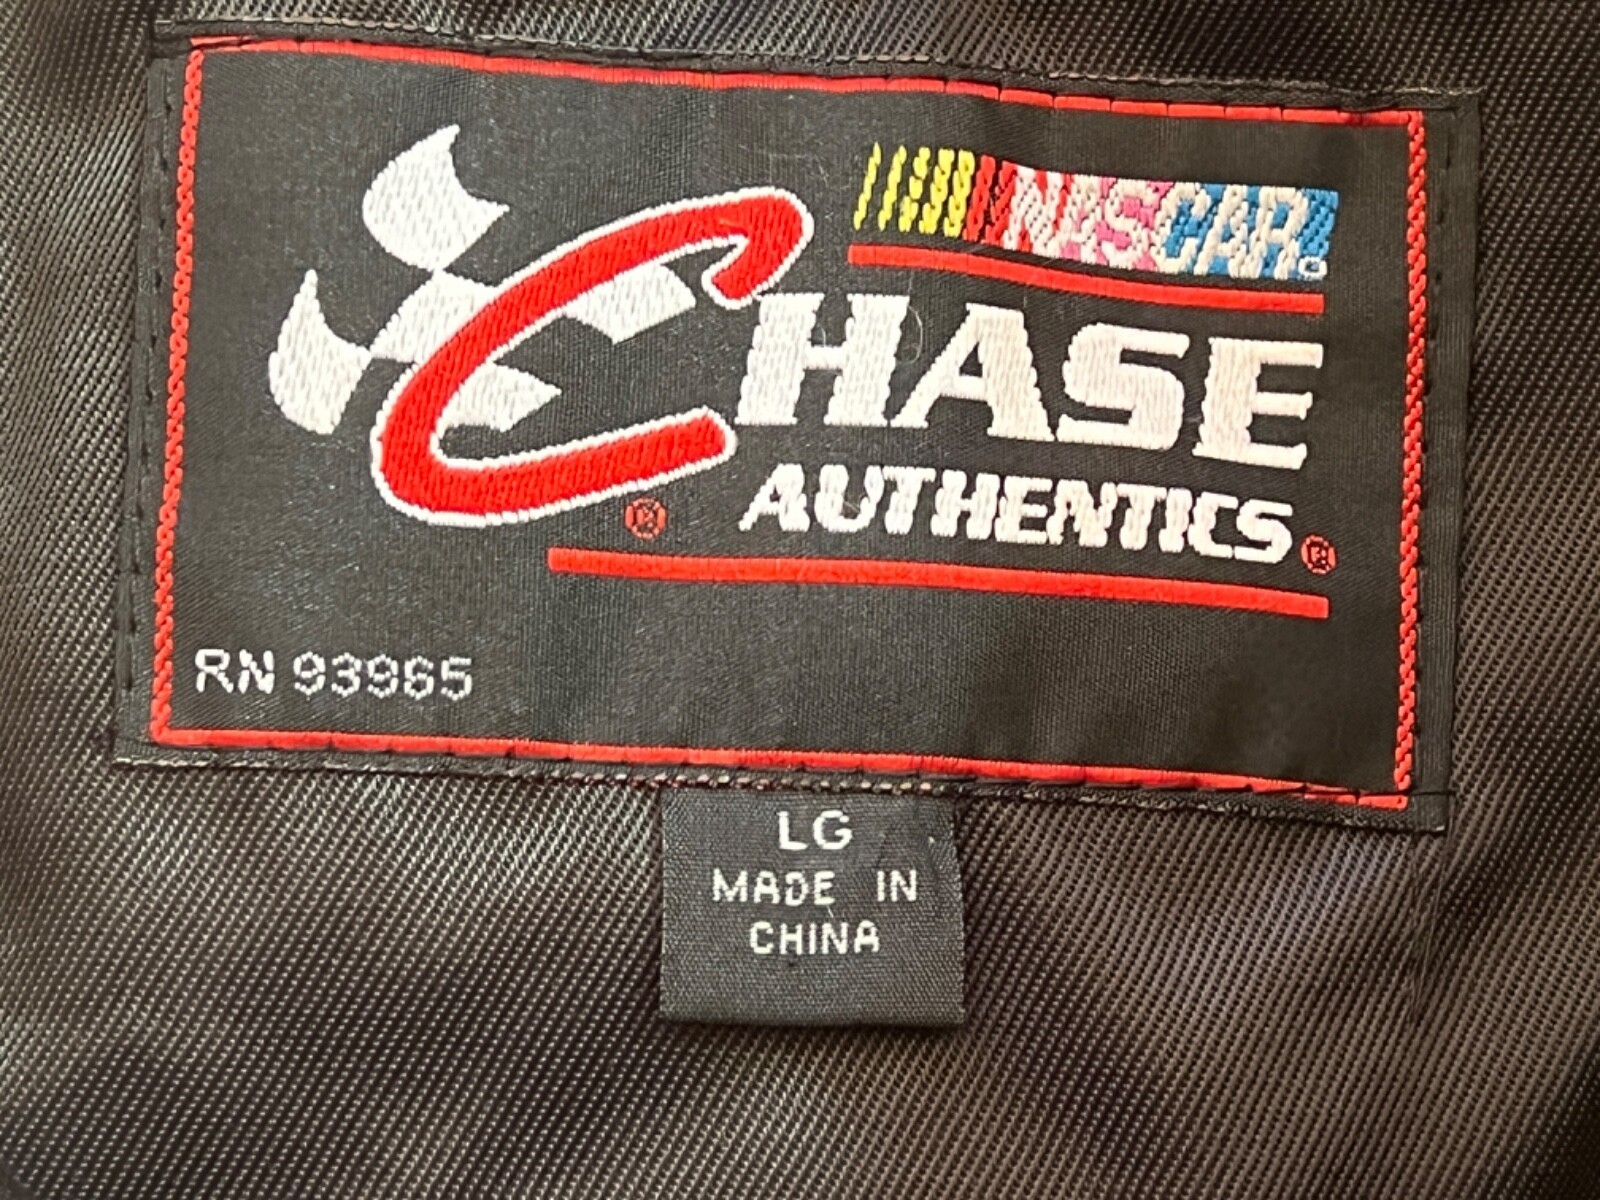 NASCAR®
CHASE
AUTHENTICS®
®
RN 93965
LG
MADE IN
CHINA